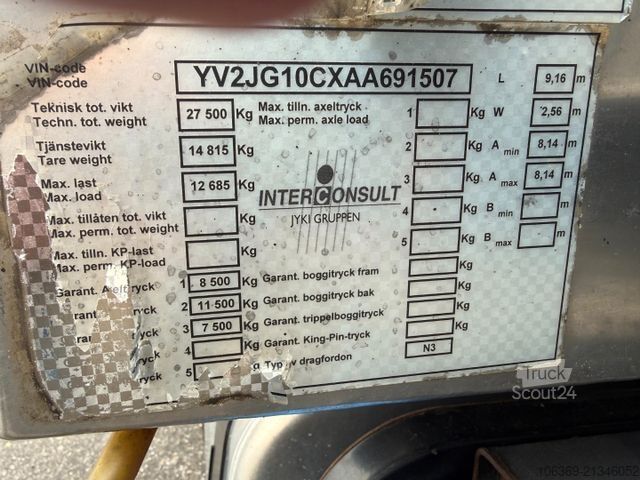 VIN-code
VIN-code YV2JG10CXAA691507 L 9,16 m
Teknisk tot. vikt
Techn. tot. weight 27 500 Kg Max. tilln. axeltryck
Max. perm. axle load 1 Kg W 2,56 m
Tjänstevikt
Tare weight 14 815 Kg 2 Kg A min 8,14 m
Max. last
Max. load 12 685 Kg 3 Kg A max 8,14 m
INTERCONSULT
JYKI GRUPPEN
Max. tillåten tot. vikt
Max. perm. tot. weight Kg 4 Kg B min - m
Max. tilln. KP-last
Max. perm. KP-load Kg 5 Kg B max - m
Garant. Axeltryck 1 8 500 Kg Garant. boggitryck fram Kg
Garant. 2 11 500 Kg Garant. boggitryck bak Kg
3 7 500 Kg Garant. trippelboggitryck Kg
4 Kg Garant. King-Pin-tryck Kg
tryck 5 Typ av dragfordon N3
Truck
Scout24
106369-21346052